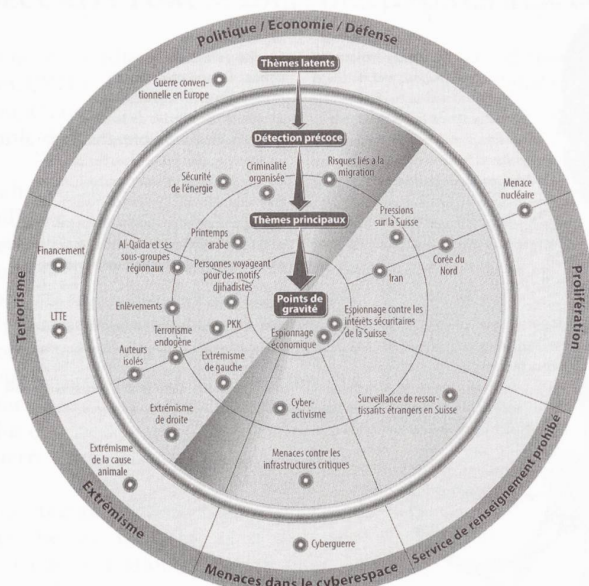 Politique / Economie / Défense
Thèmes latents
Guerre conven-
tionnelle en Europe
Détection précoce
Criminalité
organisée
Risques liés a la
migration
Sécurité
de l'énergie
Menace
nucléaire
Thèmes principaux
Pressions
sur la Suisse
Printemps
arabe
Financement
Al-Qaida et ses
sous-groupes
régionaux
Corée du
Nord
Personnes voyageant
pour des motifs
djihadistes
Iran
Terrorisme
Prolifération
Points de
gravité
Enlèvements
Espionnage contre les
intérêts sécuritaires
de la Suisse
LTTE
PKK
Espionnage
économique
Terrorisme
endogène
Auteurs
isolés
Extrémisme
de gauche
Surveillance de ressor-
tissants étrangers en Suisse
Cyber-
activisme
Extrémisme
de droite
Extrémisme
de la cause
animale
Menaces contre les
infrastructures critiques
Extrémisme
Service de renseignement prohibé
Cyberguerre
Menaces dans le cyberespace